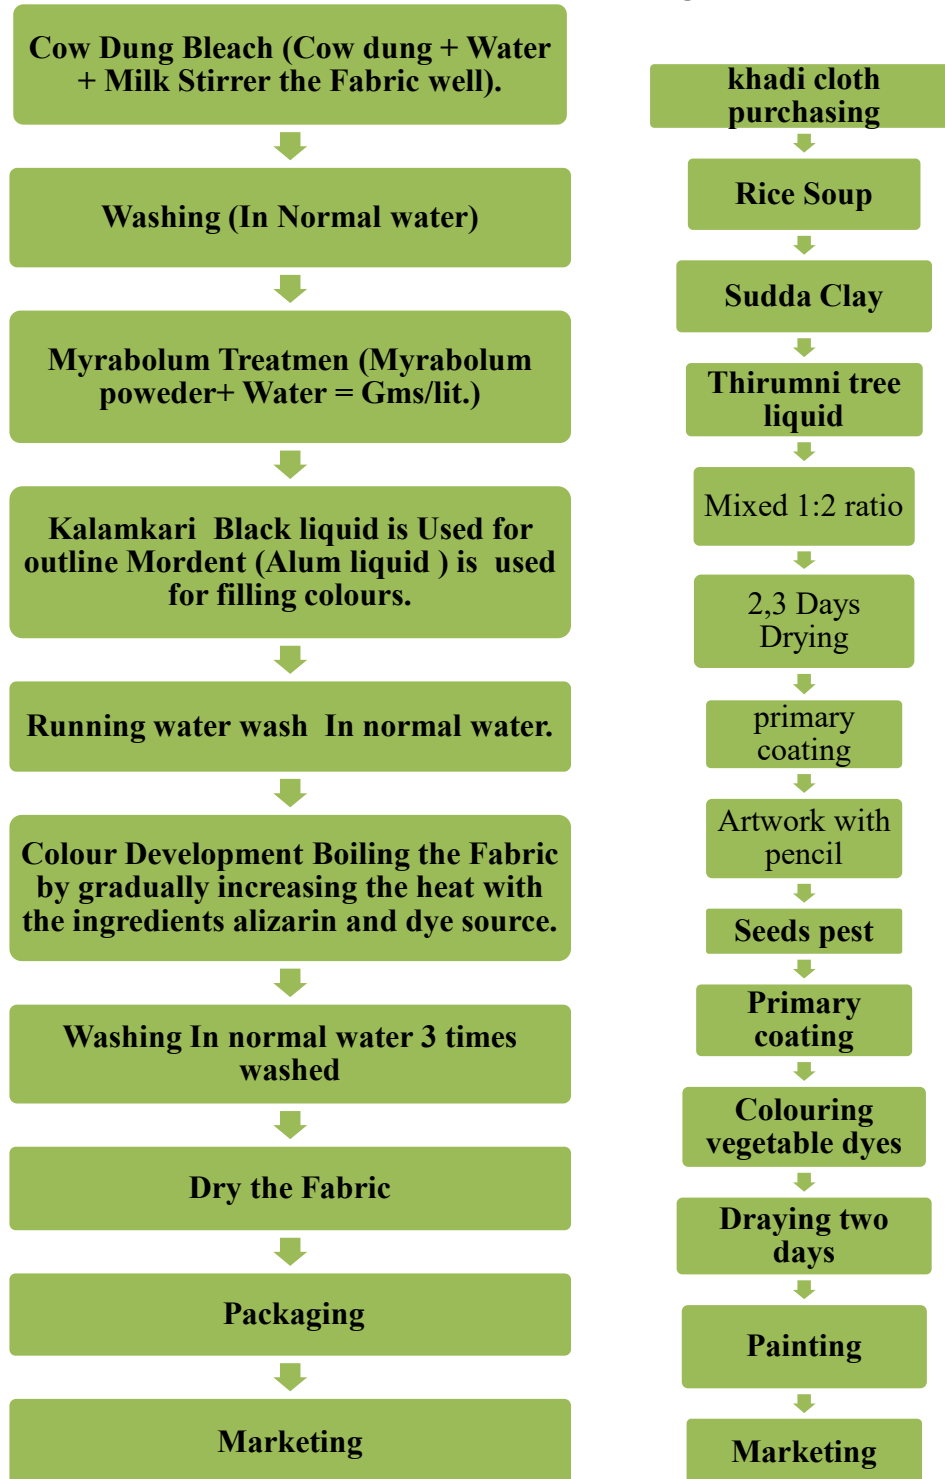 Cow Dung Bleach (Cow dung + Water
+ Milk Stirrer the Fabric well).
Washing (In Normal water)
Myrabolum Treatmen (Myrabolum
poweder+ Water = Gms/lit.)
Kalamkari Black liquid is Used for
outline Mordent (Alum liquid ) is used
for filling colours.
Running water wash In normal water.
Colour Development Boiling the Fabric
by gradually increasing the heat with
the ingredients alizarin and dye source.
Washing In normal water 3 times
washed
Dry the Fabric
Packaging
Marketing
khadi cloth
purchasing
Rice Soup
Sudda Clay
Thirumni tree
liquid
Mixed 1:2 ratio
2,3 Days
Drying
primary
coating
Artwork with
pencil
Seeds pest
Primary
coating
Colouring
vegetable dyes
Draying two
days
Painting
Marketing